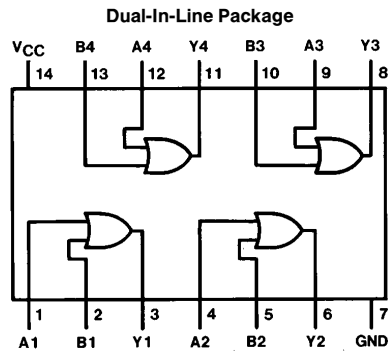 Dual-In-Line Package
VCC B4 A4 Y4 B3 A3 Y3
14 13 12 11 10 9 8
1 2 3 4 5 6 7
A1 B1 Y1 A2 B2 Y2 GND